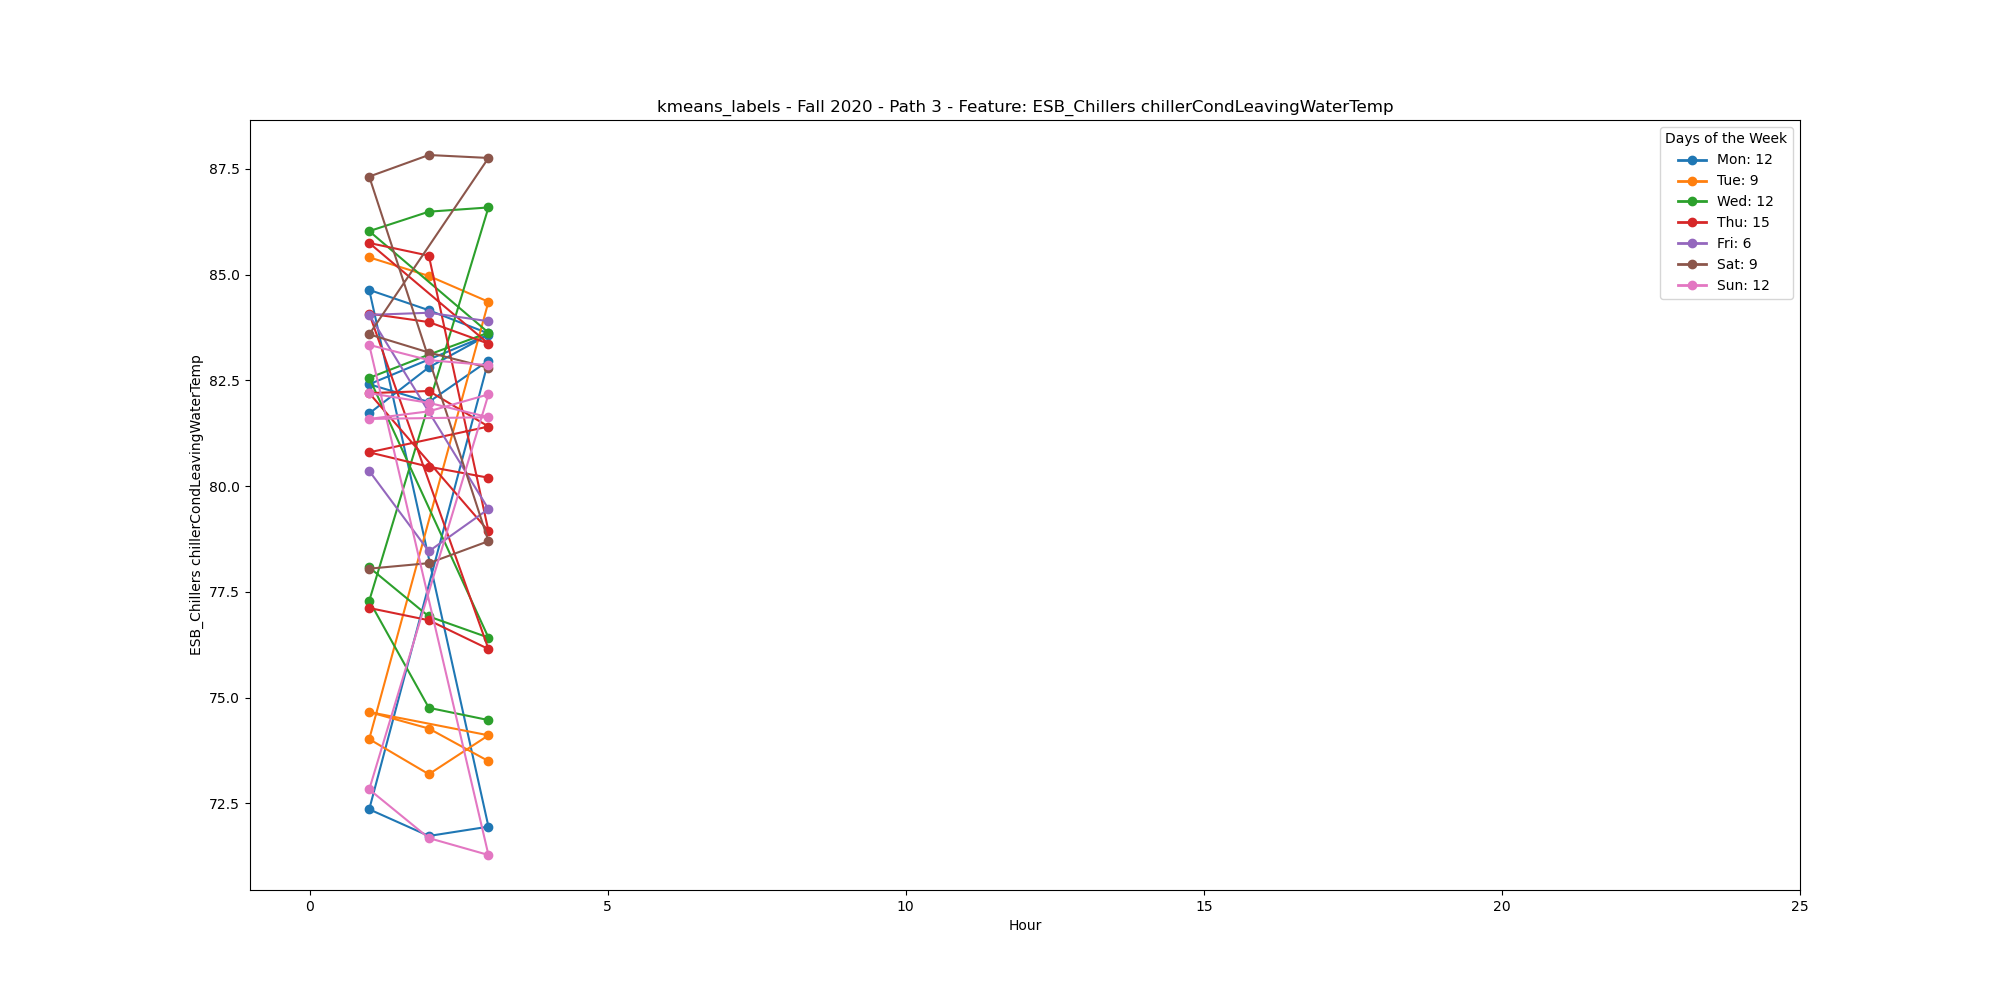 kmeans_labels - Fall 2020 - Path 3 - Feature: ESB_Chillers chillerCondLeavingWaterTemp
Days of the Week
Mon: 12
Tue: 9
Wed: 12
Thu: 15
Fri: 6
Sat: 9
Sun: 12
ESB_Chillers chillerCondLeavingWaterTemp
87.5
85.0
82.5
80.0
77.5
75.0
72.5
0 5 10 15 20 25
Hour